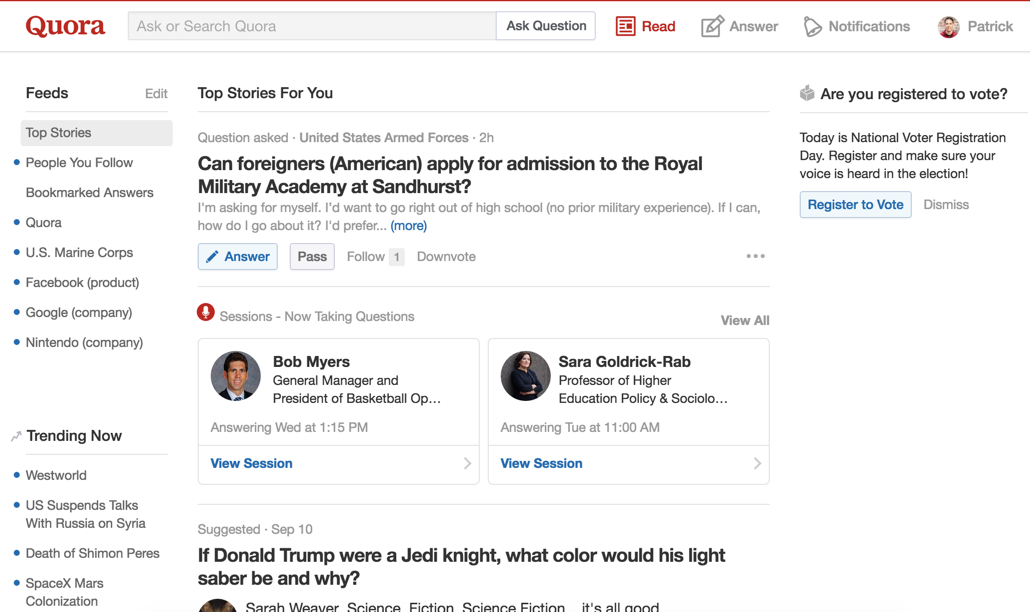 Quora
Ask or Search Quora
Ask Question
Read
Answer
Notifications
Patrick
Feeds
Edit
Top Stories
People You Follow
Bookmarked Answers
Quora
U.S. Marine Corps
Facebook (product)
Google (company)
Nintendo (company)
Trending Now
Westworld
US Suspends Talks
With Russia on Syria
Death of Shimon Peres
SpaceX Mars
Colonization
Top Stories For You
Question asked · United States Armed Forces · 2h
Can foreigners (American) apply for admission to the Royal
Military Academy at Sandhurst?
I'm asking for myself. I'd want to go right out of high school (no prior military experience). If I can,
how do I go about it? I'd prefer... (more)
Answer
Pass
Follow 1
Downvote
Sessions - Now Taking Questions
View All
Bob Myers
General Manager and
President of Basketball Op…
Answering Wed at 1:15 PM
View Session
Sara Goldrick-Rab
Professor of Higher
Education Policy & Sociolo…
Answering Tue at 11:00 AM
View Session
Suggested · Sep 10
If Donald Trump were a Jedi knight, what color would his light
saber be and why?
Sarah Weaver, Science, Fiction, Science Fiction... it's all good
Are you registered to vote?
Today is National Voter Registration
Day. Register and make sure your
voice is heard in the election!
Register to Vote
Dismiss